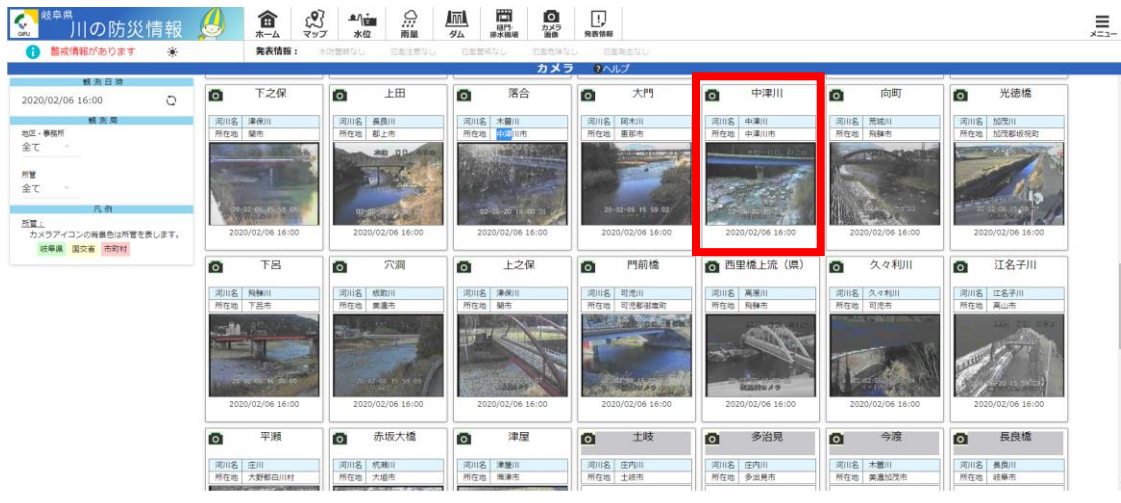 岐阜県
川の防災情報
ホーム マップ 水位 雨量 ダム 樋門・排水機場 カメラ画像 発表情報 メニュー
警戒情報があります 発表情報： 水防警報なし 氾濫注意なし 氾濫警戒なし 氾濫危険なし 氾濫発生なし
カメラ ?ヘルプ
観測日時
2020/02/06 16:00
観測局
地区・事務所
全て
所管
全て
凡例
所管：
カメラアイコンの背景色は所管を表します。
岐阜県 国交省 市町村
下之保 上田 落合 大門 中津川 向町 光徳橋
河川名 津保川 河川名 長良川 河川名 木曽川 河川名 阿木川 河川名 中津川 河川名 荒城川 河川名 加茂川
所在地 関市 所在地 郡上市 所在地 中津川市 所在地 恵那市 所在地 中津川市 所在地 飛騨市 所在地 加茂郡坂祝町
2020/02/06 16:00 2020/02/06 16:00 2020/02/06 16:00 2020/02/06 16:00 2020/02/06 16:00 2020/02/06 16:00 2020/02/06 16:00
下呂 穴洞 上之保 門前橋 西里橋上流（県） 久々利川 江名子川
河川名 飛騨川 河川名 板取川 河川名 津保川 河川名 可児川 河川名 高原川 河川名 久々利川 河川名 江名子川
所在地 下呂市 所在地 美濃市 所在地 関市 所在地 可児郡御嵩町 所在地 飛騨市 所在地 可児市 所在地 高山市
2020/02/06 16:00 2020/02/06 16:00 2020/02/06 16:00 2020/02/06 16:00 2020/02/06 16:00 2020/02/06 16:00 2020/02/06 16:00
平瀬 赤坂大橋 津屋 土岐 多治見 今渡 長良橋
河川名 庄川 河川名 杭瀬川 河川名 津屋川 河川名 庄内川 河川名 庄内川 河川名 木曽川 河川名 長良川
所在地 大野郡白川村 所在地 大垣市 所在地 海津市 所在地 土岐市 所在地 多治見市 所在地 美濃加茂市 所在地 岐阜市